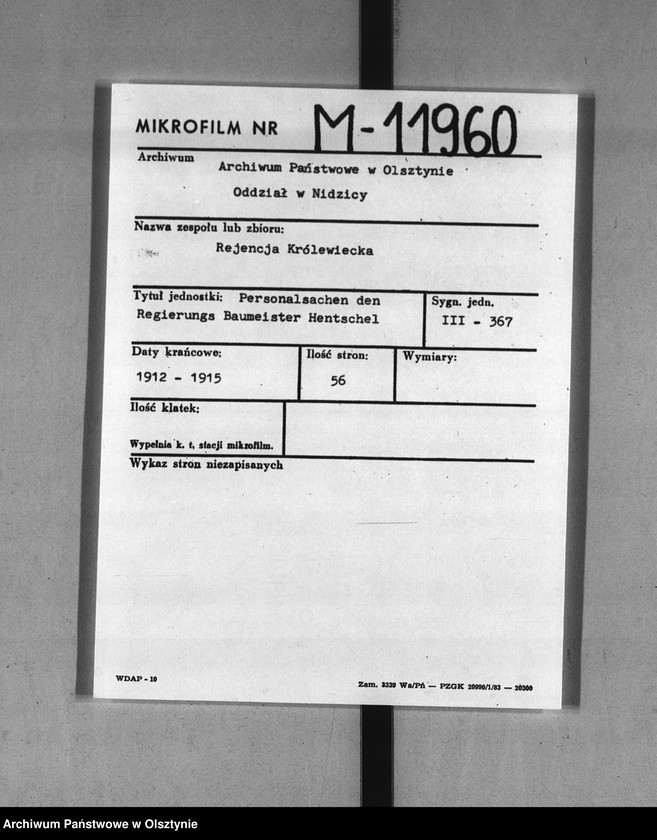 MIKROFILM NR M-11960
Archiwum
Archiwum Państwowe w Olsztynie
Oddział w Nidzicy
Nazwa zespołu lub zbioru:
Rejencja Królewiecka
Tytuł jednostki: Personalsachen den
Regierungs Baumeister Hentschel
Sygn. jedn.
III - 367
Daty krańcowe:
1912 - 1915
Ilość stron:
56
Wymiary:
Ilość klatek:
Wypełnia k. t. stacji mikrofilm.
Wykaz stron niezapisanych
WDAP - 10
Zam. 3339 Wa/Pń — PZGK 20990/1/83 — 20300
Archiwum Państwowe w Olsztynie